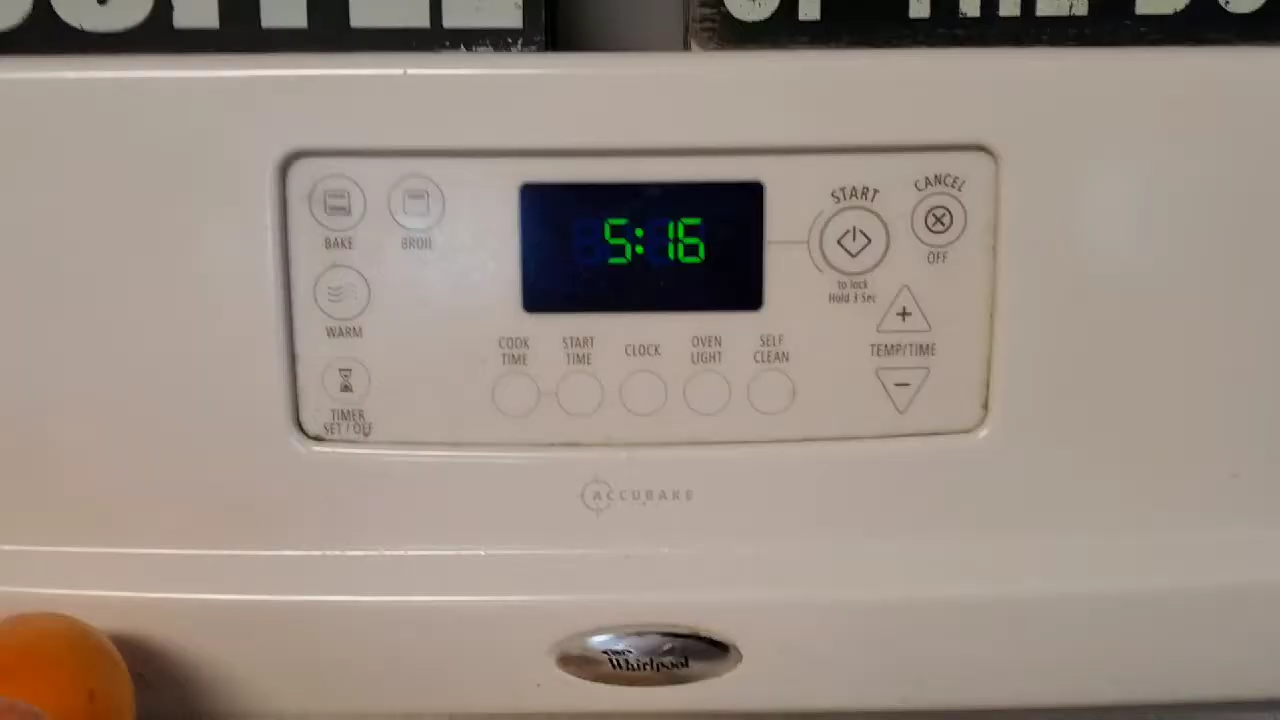 BAKE
BROIL
WARM
TIMER
SET / OFF
5:16
COOK
TIME
START
TIME
CLOCK
OVEN
LIGHT
SELF
CLEAN
START
to lock
Hold 3 Sec
CANCEL
OFF
TEMP/TIME
ACCUBAKE
Whirlpool